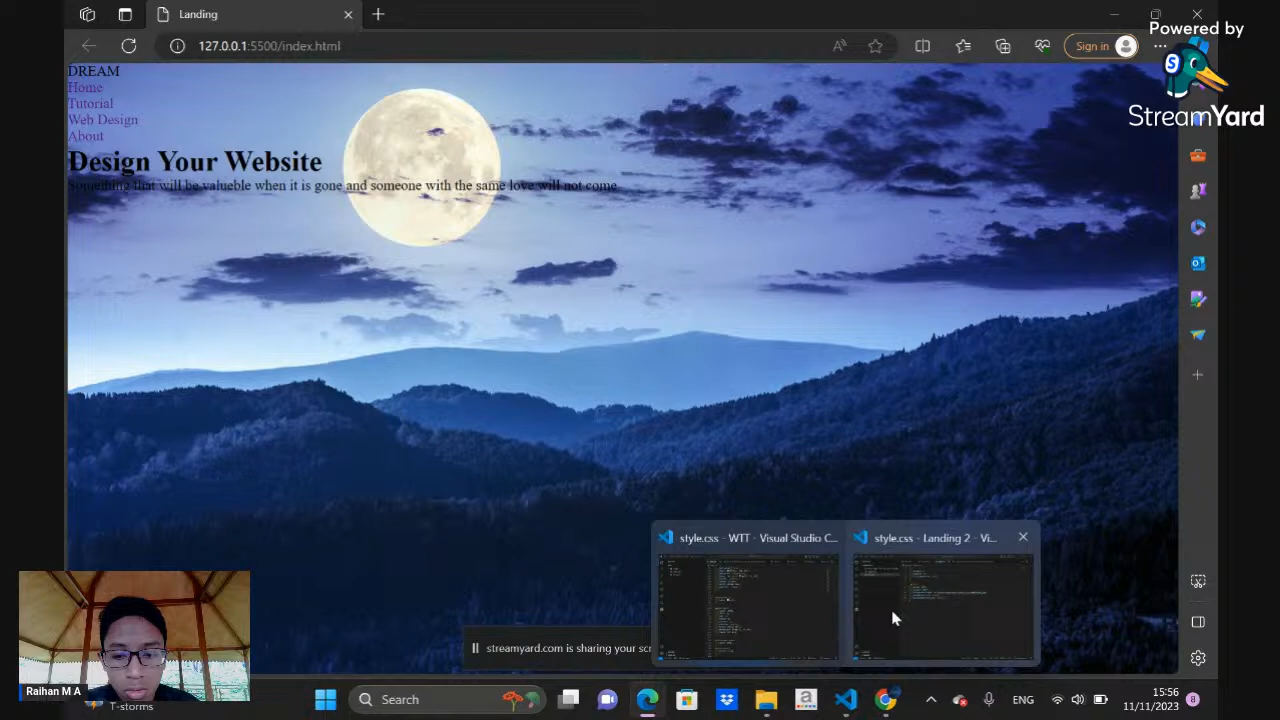 Landing
Powered by
StreamYard
127.0.0.1:5500/index.html
Sign in
DREAM
Home
Tutorial
Web Design
About
Design Your Website
Something that will be valueble when it is gone and someone with the same love will not come
style.css - WTT - Visual Studio C...
style.css - Landing 2 - Vi...
streamyard.com is sharing your scr
Raihan M A
T-storms
Search
ENG
15:56
11/11/2023
8